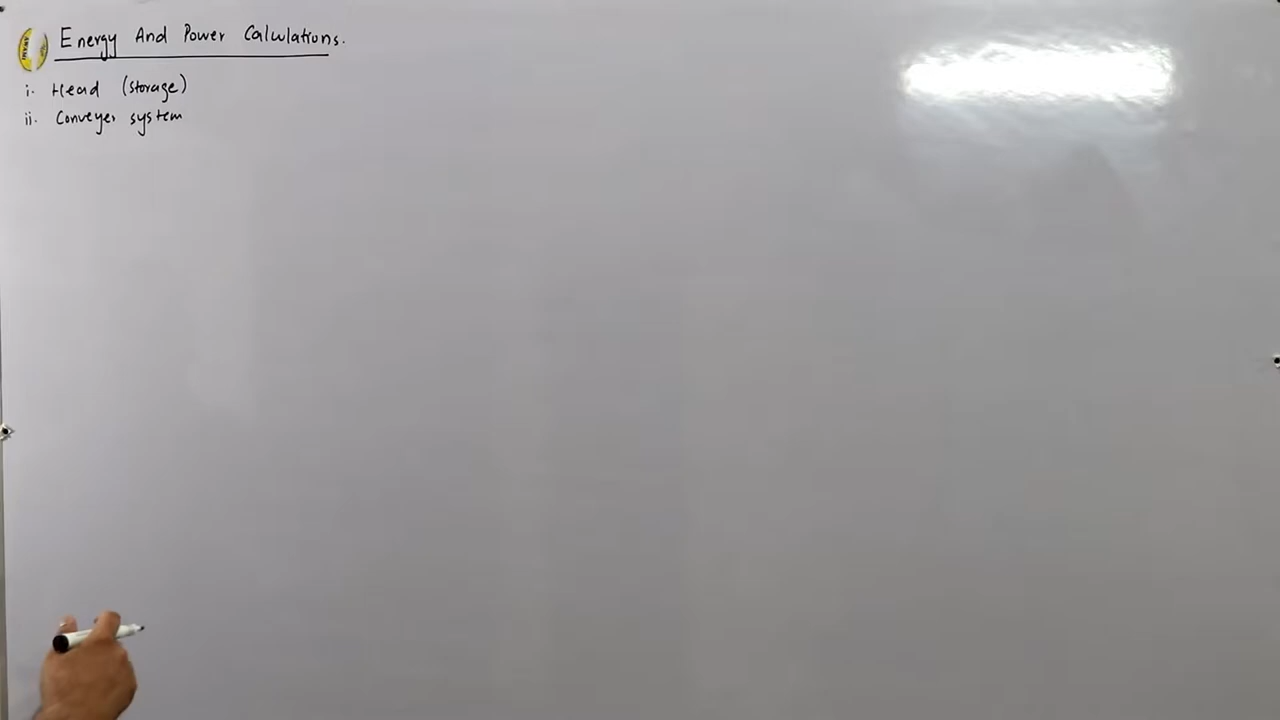 Energy And Power Calculations.
i. Head (storage)
ii. Conveyer system